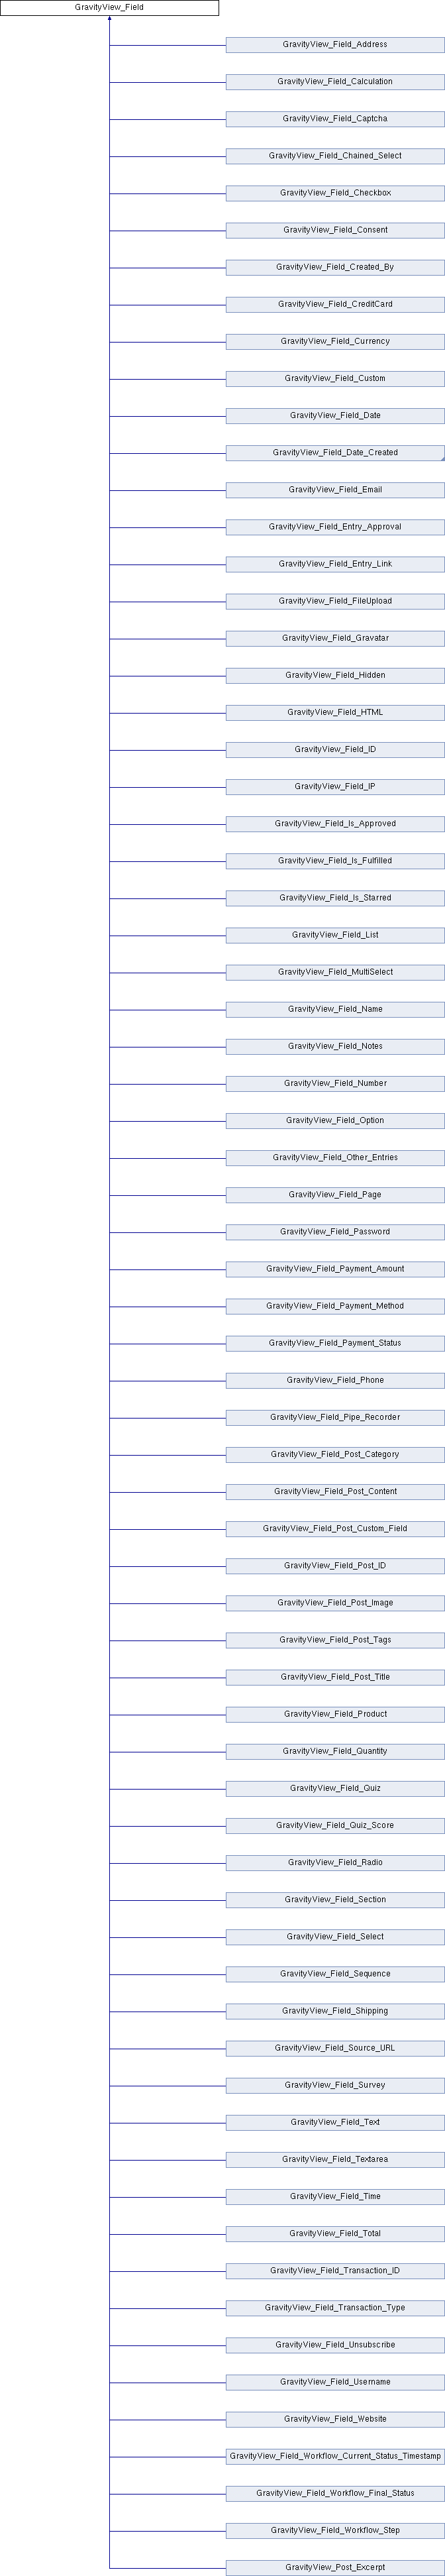 GravityView_Field
GravityView_Field_Address
GravityView_Field_Calculation
GravityView_Field_Captcha
GravityView_Field_Chained_Select
GravityView_Field_Checkbox
GravityView_Field_Consent
GravityView_Field_Created_By
GravityView_Field_CreditCard
GravityView_Field_Currency
GravityView_Field_Custom
GravityView_Field_Date
GravityView_Field_Date_Created
GravityView_Field_Email
GravityView_Field_Entry_Approval
GravityView_Field_Entry_Link
GravityView_Field_FileUpload
GravityView_Field_Gravatar
GravityView_Field_Hidden
GravityView_Field_HTML
GravityView_Field_ID
GravityView_Field_IP
GravityView_Field_Is_Approved
GravityView_Field_Is_Fulfilled
GravityView_Field_Is_Starred
GravityView_Field_List
GravityView_Field_MultiSelect
GravityView_Field_Name
GravityView_Field_Notes
GravityView_Field_Number
GravityView_Field_Option
GravityView_Field_Other_Entries
GravityView_Field_Page
GravityView_Field_Password
GravityView_Field_Payment_Amount
GravityView_Field_Payment_Method
GravityView_Field_Payment_Status
GravityView_Field_Phone
GravityView_Field_Pipe_Recorder
GravityView_Field_Post_Category
GravityView_Field_Post_Content
GravityView_Field_Post_Custom_Field
GravityView_Field_Post_ID
GravityView_Field_Post_Image
GravityView_Field_Post_Tags
GravityView_Field_Post_Title
GravityView_Field_Product
GravityView_Field_Quantity
GravityView_Field_Quiz
GravityView_Field_Quiz_Score
GravityView_Field_Radio
GravityView_Field_Section
GravityView_Field_Select
GravityView_Field_Sequence
GravityView_Field_Shipping
GravityView_Field_Source_URL
GravityView_Field_Survey
GravityView_Field_Text
GravityView_Field_Textarea
GravityView_Field_Time
GravityView_Field_Total
GravityView_Field_Transaction_ID
GravityView_Field_Transaction_Type
GravityView_Field_Unsubscribe
GravityView_Field_Username
GravityView_Field_Website
GravityView_Field_Workflow_Current_Status_Timestamp
GravityView_Field_Workflow_Final_Status
GravityView_Field_Workflow_Step
GravityView_Post_Excerpt